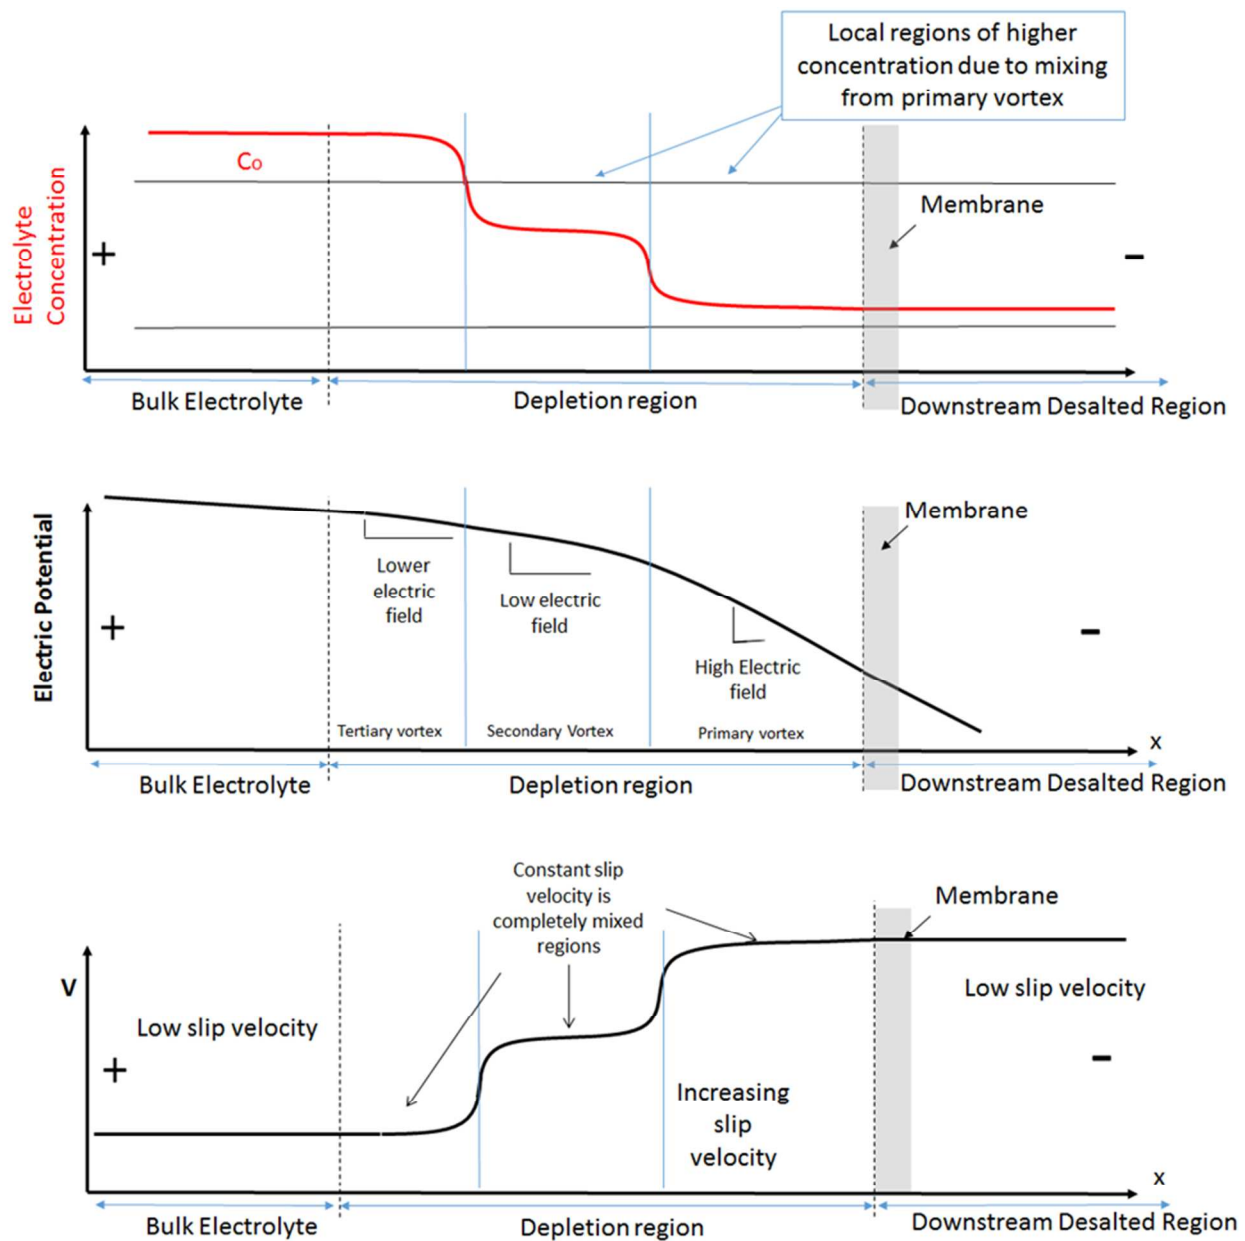 Local regions of higher
concentration due to mixing
from primary vortex
Co
Electrolyte
Concentration
Membrane
+
-
Bulk Electrolyte
Depletion region
Downstream Desalted Region
Electric Potential
Membrane
Lower
electric
field
Low electric
field
High Electric
field
+
-
Tertiary vortex
Secondary Vortex
Primary vortex
x
Bulk Electrolyte
Depletion region
Downstream Desalted Region
Constant slip
velocity is
completely mixed
regions
Membrane
V
Low slip velocity
Low slip velocity
+
-
Increasing
slip
velocity
x
Bulk Electrolyte
Depletion region
Downstream Desalted Region